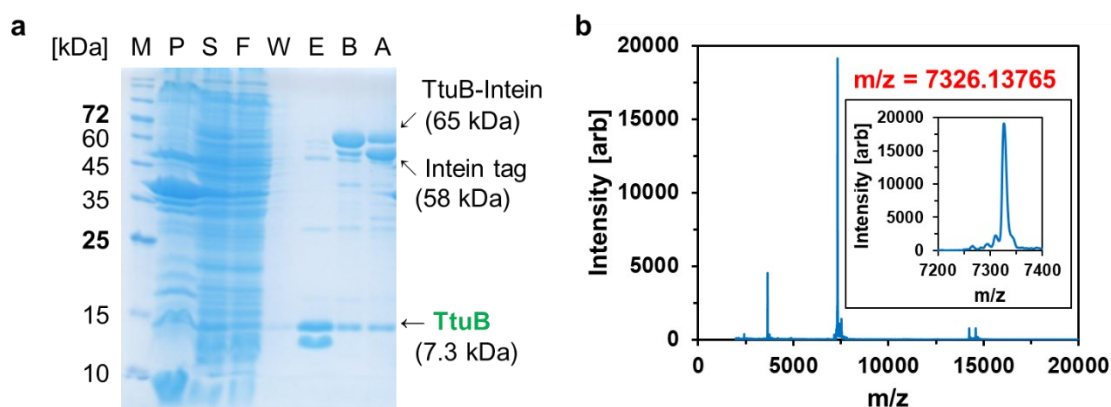 a
[kDa] M P S F W E B A
72
60
45
35
25
15
10
TtuB-Intein
(65 kDa)
Intein tag
(58 kDa)
← TtuB
(7.3 kDa)
b
20000
15000
10000
5000
0
Intensity [arb]
0 5000 10000 15000 20000
m/z
m/z = 7326.13765
20000
15000
10000
5000
0
Intensity [arb]
7200 7300 7400
m/z